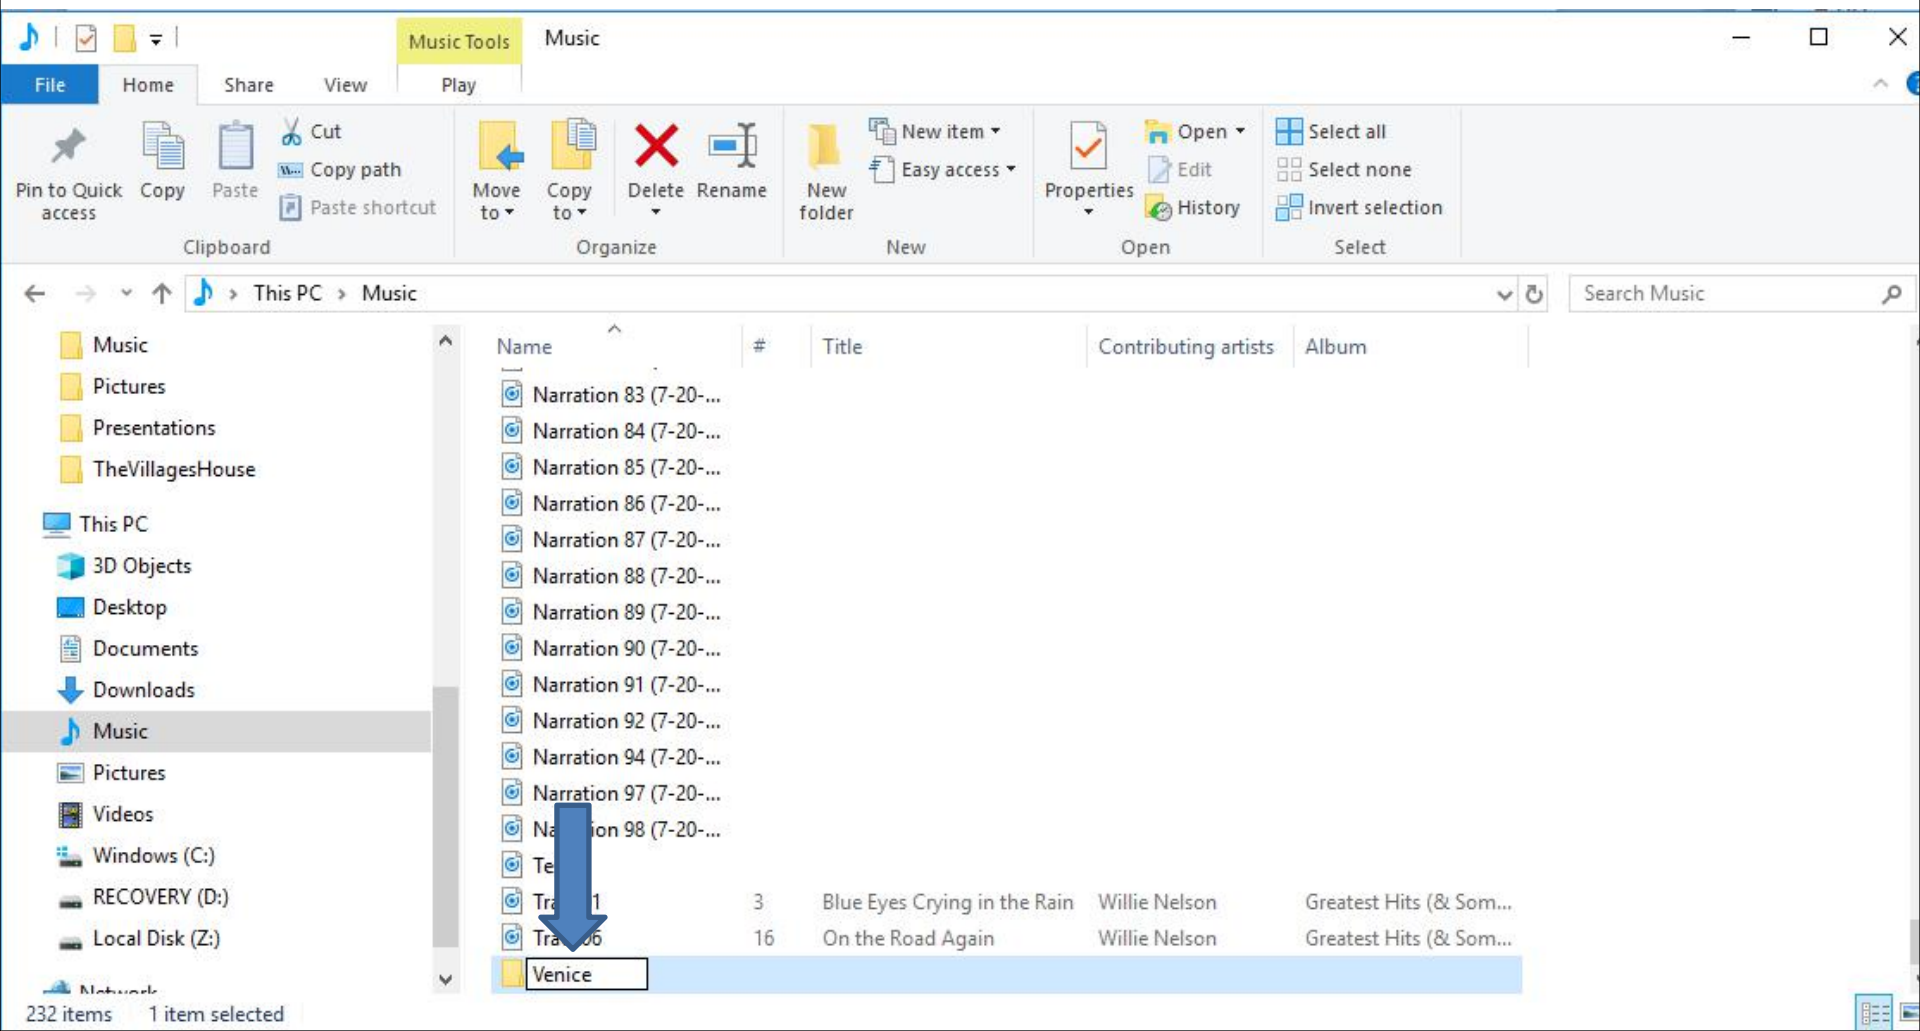 Music Tools Music
File Home Share View Play
Pin to Quick access
Copy
Paste
Cut
Copy path
Paste shortcut
Clipboard
Move to
Copy to
Delete
Rename
Organize
New folder
New item
Easy access
New
Properties
Open
Edit
History
Open
Select all
Select none
Invert selection
Select
This PC > Music
Search Music
Music
Pictures
Presentations
TheVillagesHouse
This PC
3D Objects
Desktop
Documents
Downloads
Music
Pictures
Videos
Windows (C:)
RECOVERY (D:)
Local Disk (Z:)
Network
Name # Title Contributing artists Album
Narration 83 (7-20-...
Narration 84 (7-20-...
Narration 85 (7-20-...
Narration 86 (7-20-...
Narration 87 (7-20-...
Narration 88 (7-20-...
Narration 89 (7-20-...
Narration 90 (7-20-...
Narration 91 (7-20-...
Narration 92 (7-20-...
Narration 94 (7-20-...
Narration 97 (7-20-...
98 (7-20-...
3 Blue Eyes Crying in the Rain Willie Nelson Greatest Hits (& Som...
16 On the Road Again Willie Nelson Greatest Hits (& Som...
Venice
232 items 1 item selected